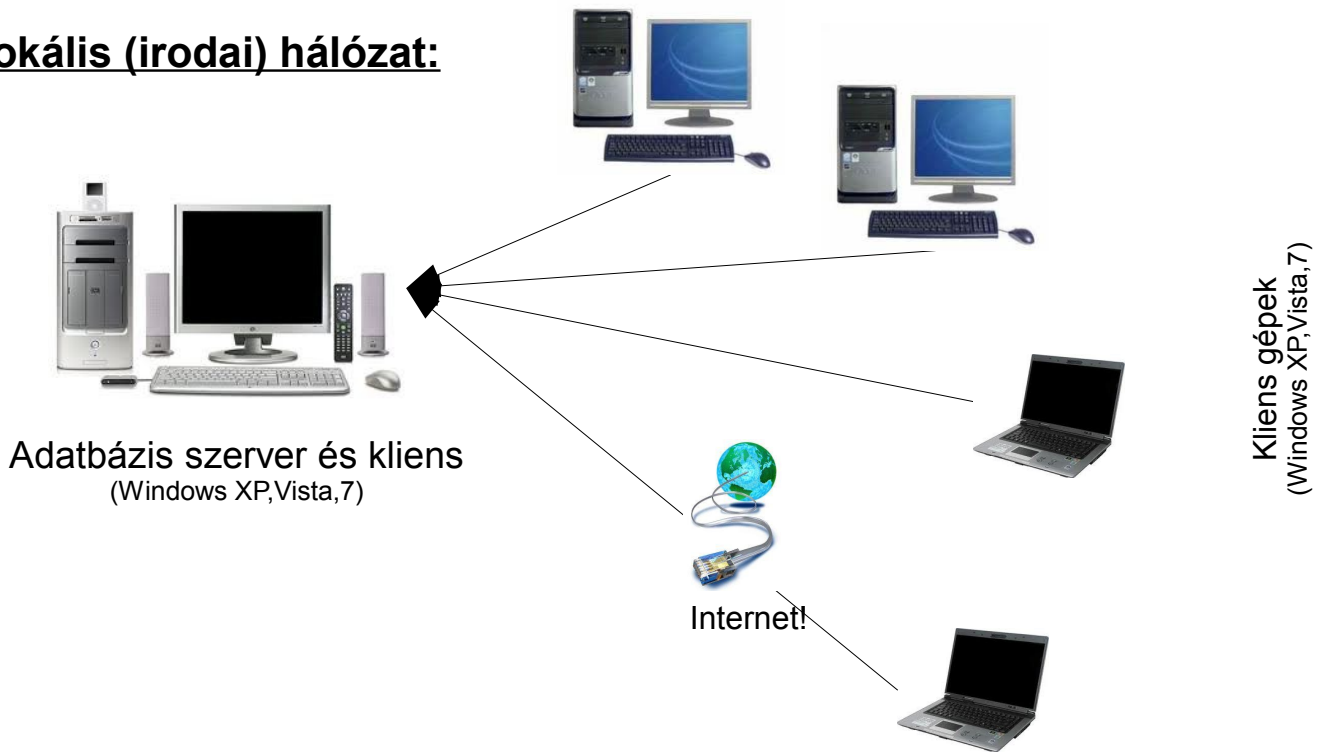 okális (irodai) hálózat:
Adatbázis szerver és kliens
(Windows XP,Vista,7)
Internet!
Kliens gépek
(Windows XP,Vista,7)